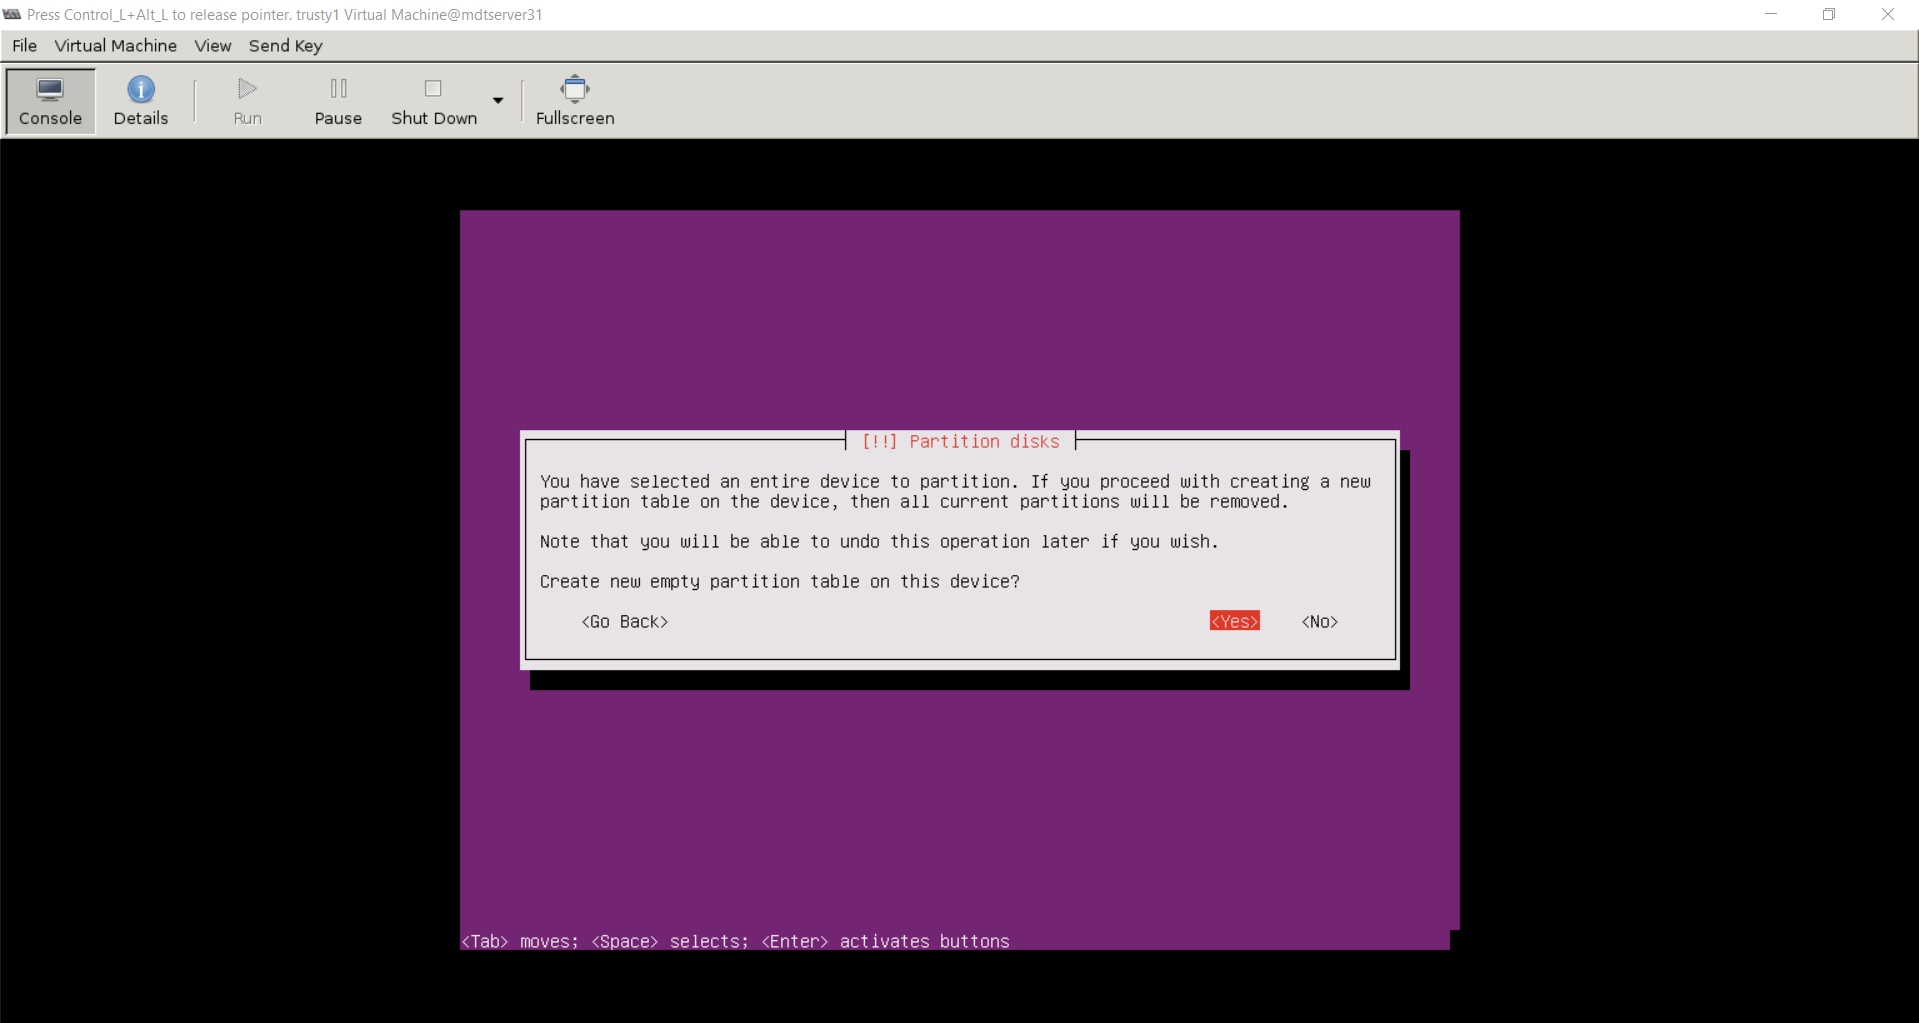 Press Control_L+Alt_L to release pointer. trusty1 Virtual Machine@mdtserver31
File Virtual Machine View Send Key
Console Details Run Pause Shut Down Fullscreen
[!!] Partition disks
You have selected an entire device to partition. If you proceed with creating a new
partition table on the device, then all current partitions will be removed.
Note that you will be able to undo this operation later if you wish.
Create new empty partition table on this device?
<Go Back> <Yes> <No>
<Tab> moves; <Space> selects; <Enter> activates buttons